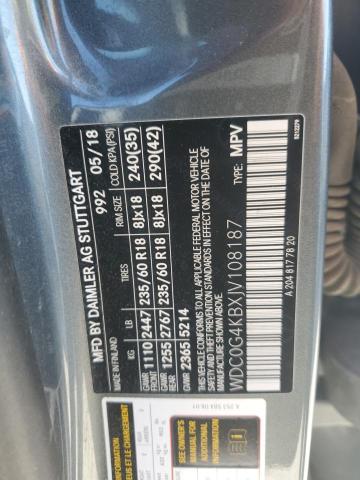 MFD BY DAIMLER AG STUTTGART
992 05/18
MADE IN FINLAND COLD KPA(PSI)
KG LB TIRES RIM SIZE
GAWR FRONT 1110 2447 235/60 R18 8Jx18 240(35)
GAWR REAR 1255 2767 235/60 R18 8Jx18 290(42)
GVWR 2365 5214
THIS VEHICLE CONFORMS TO ALL APPLICABLE FEDERAL MOTOR VEHICLE
SAFETY STANDARDS IN EFFECT ON THE DATE OF MANUFACTURE SHOWN ABOVE
WDC0G4KBXJV108187 TYPE: MPV
A 204 817 78 20
INFORMATION
SEE OWNER'S
MANUAL FOR
ADDITIONAL
INFORMATION